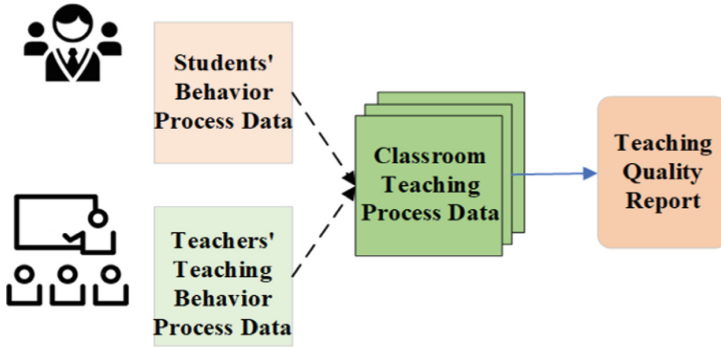 Students'
Behavior
Process Data
Teachers'
Teaching
Behavior
Process Data
Classroom
Teaching
Process Data
Teaching
Quality
Report